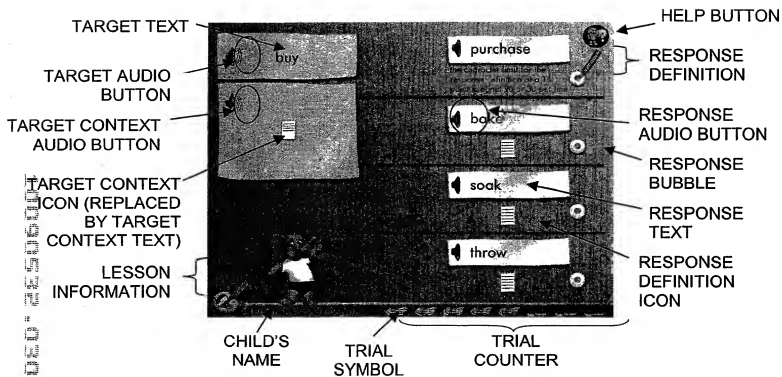 TARGET TEXT
TARGET AUDIO
BUTTON
TARGET CONTEXT
AUDIO BUTTON
TARGET CONTEXT
ICON (REPLACED
BY TARGET
CONTEXT TEXT)
LESSON
INFORMATION
buy
CHILD'S
NAME
TRIAL
SYMBOL
TRIAL
COUNTER
purchase
bake
soak
throw
HELP BUTTON
RESPONSE
DEFINITION
RESPONSE
AUDIO BUTTON
RESPONSE
BUBBLE
RESPONSE
TEXT
RESPONSE
DEFINITION
ICON